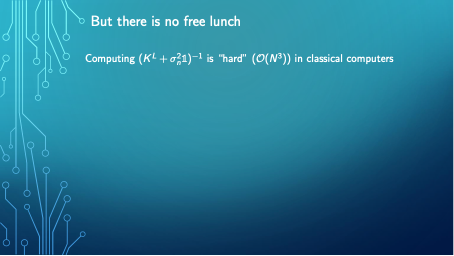 But there is no free lunch
Computing (K^L + σ_n^2 𝟙)^−1 is "hard" (𝒪(N^3)) in classical computers